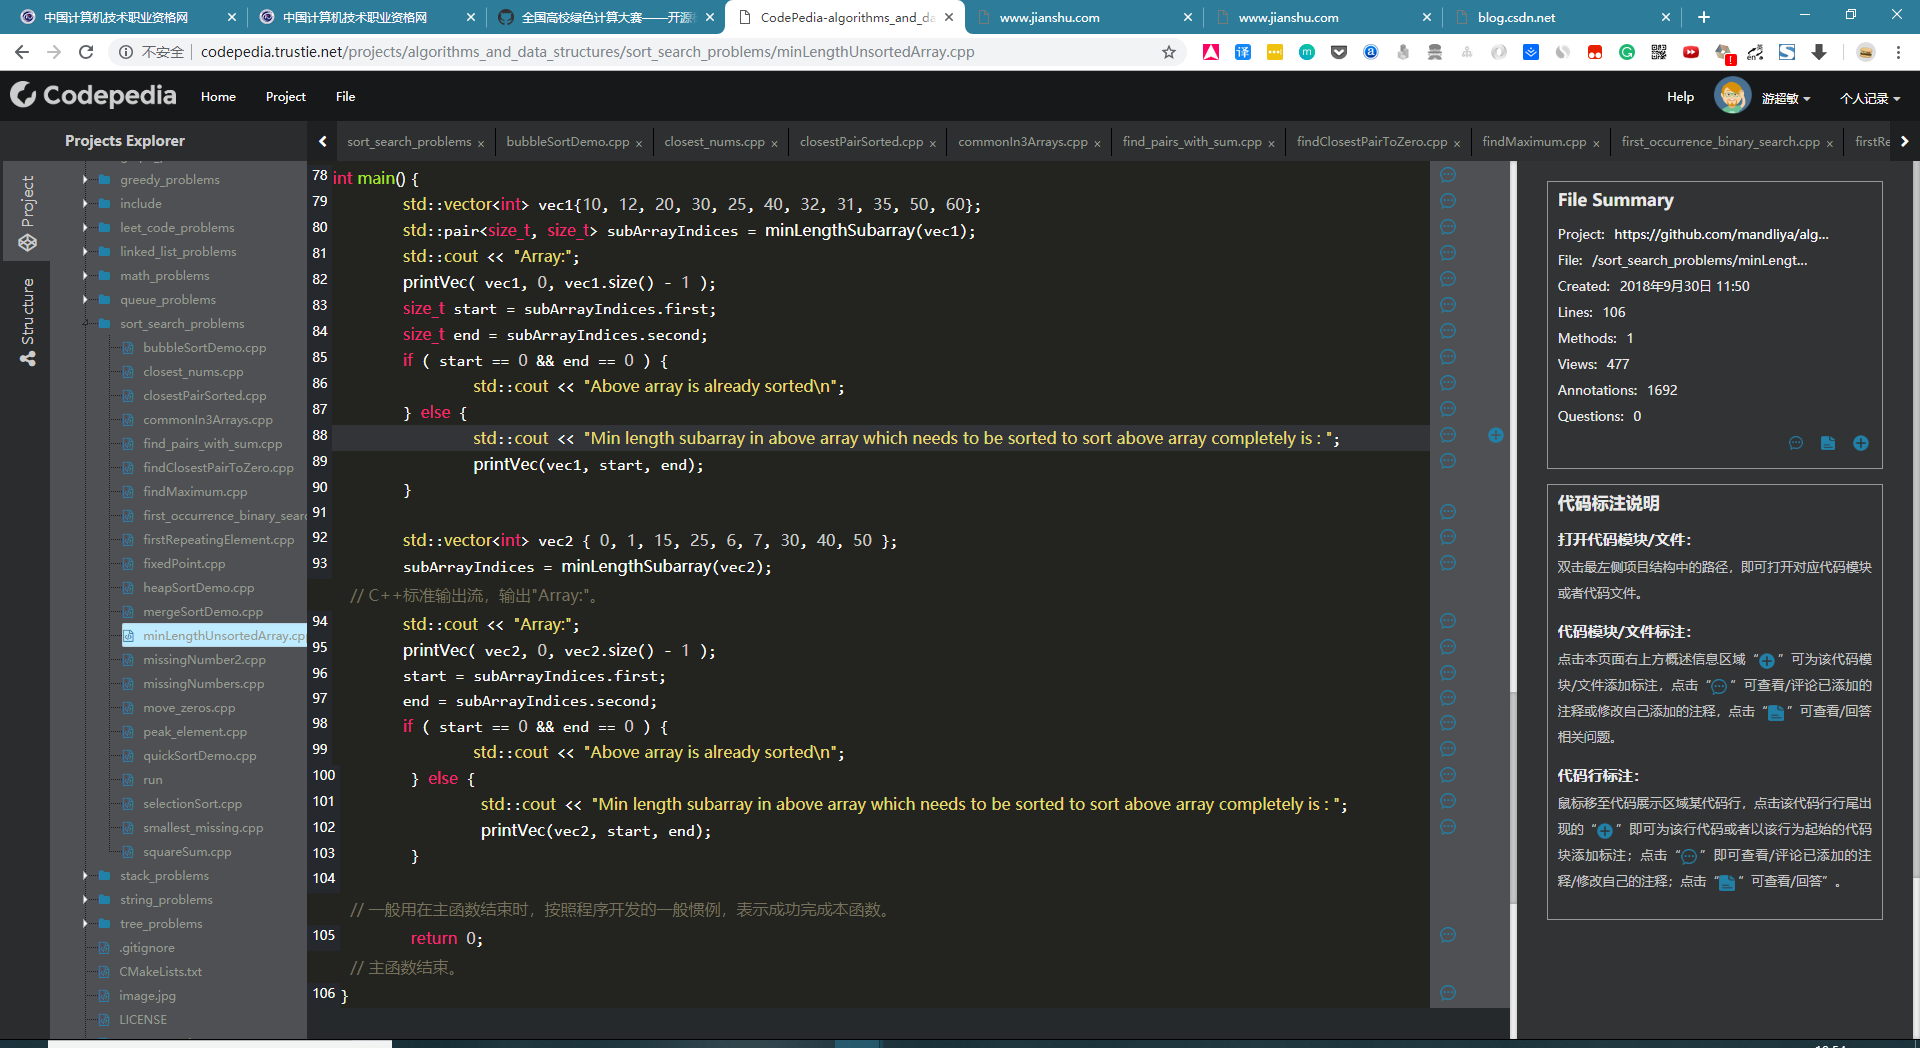 中国计算机技术职业资格网
中国计算机技术职业资格网
全国高校绿色计算大赛——开源
CodePedia-algorithms_and_da
www.jianshu.com
www.jianshu.com
blog.csdn.net
不安全
codepedia.trustie.net/projects/algorithms_and_data_structures/sort_search_problems/minLengthUnsortedArray.cpp
Codepedia
Home
Project
File
Help
游超敏
个人记录
Projects Explorer
sort_search_problems ×
bubbleSortDemo.cpp ×
closest_nums.cpp ×
closestPairSorted.cpp ×
commonIn3Arrays.cpp ×
find_pairs_with_sum.cpp ×
findClosestPairToZero.cpp ×
findMaximum.cpp ×
first_occurrence_binary_search.cpp ×
firstRe
Project
Structure
greedy_problems
include
leet_code_problems
linked_list_problems
math_problems
queue_problems
sort_search_problems
bubbleSortDemo.cpp
closest_nums.cpp
closestPairSorted.cpp
commonIn3Arrays.cpp
find_pairs_with_sum.cpp
findClosestPairToZero.cpp
findMaximum.cpp
first_occurrence_binary_searc
firstRepeatingElement.cpp
fixedPoint.cpp
heapSortDemo.cpp
mergeSortDemo.cpp
minLengthUnsortedArray.cpp
missingNumber2.cpp
missingNumbers.cpp
move_zeros.cpp
peak_element.cpp
quickSortDemo.cpp
run
selectionSort.cpp
smallest_missing.cpp
squareSum.cpp
stack_problems
string_problems
tree_problems
.gitignore
CMakeLists.txt
image.jpg
LICENSE
78 int main() {
79 std::vector<int> vec1{10, 12, 20, 30, 25, 40, 32, 31, 35, 50, 60};
80 std::pair<size_t, size_t> subArrayIndices = minLengthSubarray(vec1);
81 std::cout << "Array:";
82 printVec( vec1, 0, vec1.size() - 1 );
83 size_t start = subArrayIndices.first;
84 size_t end = subArrayIndices.second;
85 if ( start == 0 && end == 0 ) {
86 std::cout << "Above array is already sorted\n";
87 } else {
88 std::cout << "Min length subarray in above array which needs to be sorted to sort above array completely is : ";
89 printVec(vec1, start, end);
90 }
91
92 std::vector<int> vec2 { 0, 1, 15, 25, 6, 7, 30, 40, 50 };
93 subArrayIndices = minLengthSubarray(vec2);
// C++标准输出流，输出"Array:"。
94 std::cout << "Array:";
95 printVec( vec2, 0, vec2.size() - 1 );
96 start = subArrayIndices.first;
97 end = subArrayIndices.second;
98 if ( start == 0 && end == 0 ) {
99 std::cout << "Above array is already sorted\n";
100 } else {
101 std::cout << "Min length subarray in above array which needs to be sorted to sort above array completely is : ";
102 printVec(vec2, start, end);
103 }
104
// 一般用在主函数结束时，按照程序开发的一般惯例，表示成功完成本函数。
105 return 0;
// 主函数结束。
106 }
File Summary
Project: https://github.com/mandliya/alg...
File: /sort_search_problems/minLengt...
Created: 2018年9月30日 11:50
Lines: 106
Methods: 1
Views: 477
Annotations: 1692
Questions: 0
代码标注说明
打开代码模块/文件：
双击最左侧项目结构中的路径，即可打开对应代码模块
或者代码文件。
代码模块/文件标注：
点击本页面右上方概述信息区域“ ”可为该代码模
块/文件添加标注，点击“ ”可查看/评论已添加的
注释或修改自己添加的注释，点击“ ”可查看/回答
相关问题。
代码行标注：
鼠标移至代码展示区域某代码行，点击该代码行行尾出
现的“ ”即可为该行代码或者以该行为起始的代码
块添加标注；点击“ ”即可查看/评论已添加的注
释/修改自己的注释；点击“ ”可查看/回答”。